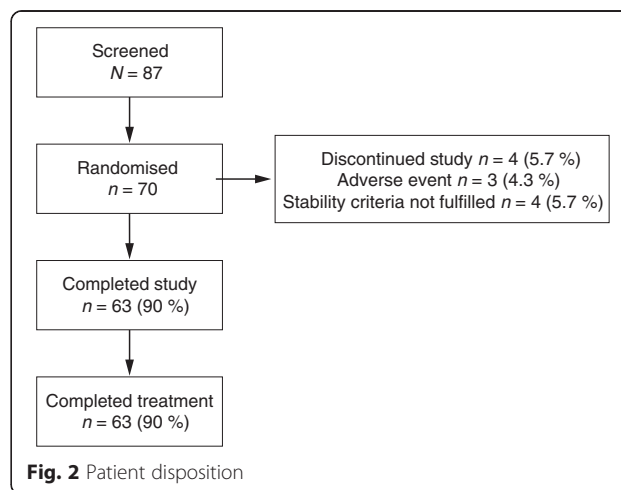 Screened
N = 87
Randomised
n = 70
Discontinued study n = 4 (5.7 %)
Adverse event n = 3 (4.3 %)
Stability criteria not fulfilled n = 4 (5.7 %)
Completed study
n = 63 (90 %)
Completed treatment
n = 63 (90 %)
Fig. 2 Patient disposition